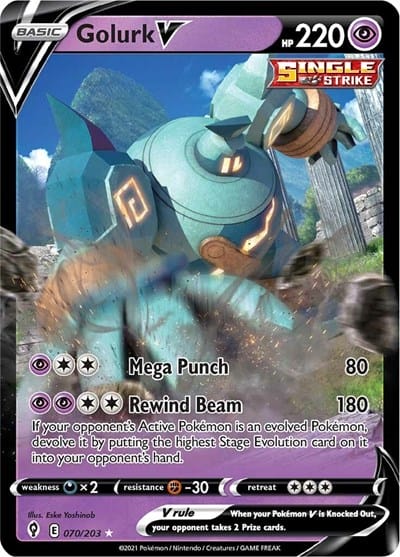 BASIC Golurk V HP 220
SINGLE STRIKE
Mega Punch 80
Rewind Beam 180
If your opponent's Active Pokémon is an evolved Pokémon,
devolve it by putting the highest Stage Evolution card on it
into your opponent's hand.
weakness ×2 resistance -30 retreat
Illus. Eske Yoshinob
E 070/203 ★
V rule When your Pokémon V is Knocked Out,
your opponent takes 2 Prize cards.
©2021 Pokémon / Nintendo / Creatures / GAME FREAK